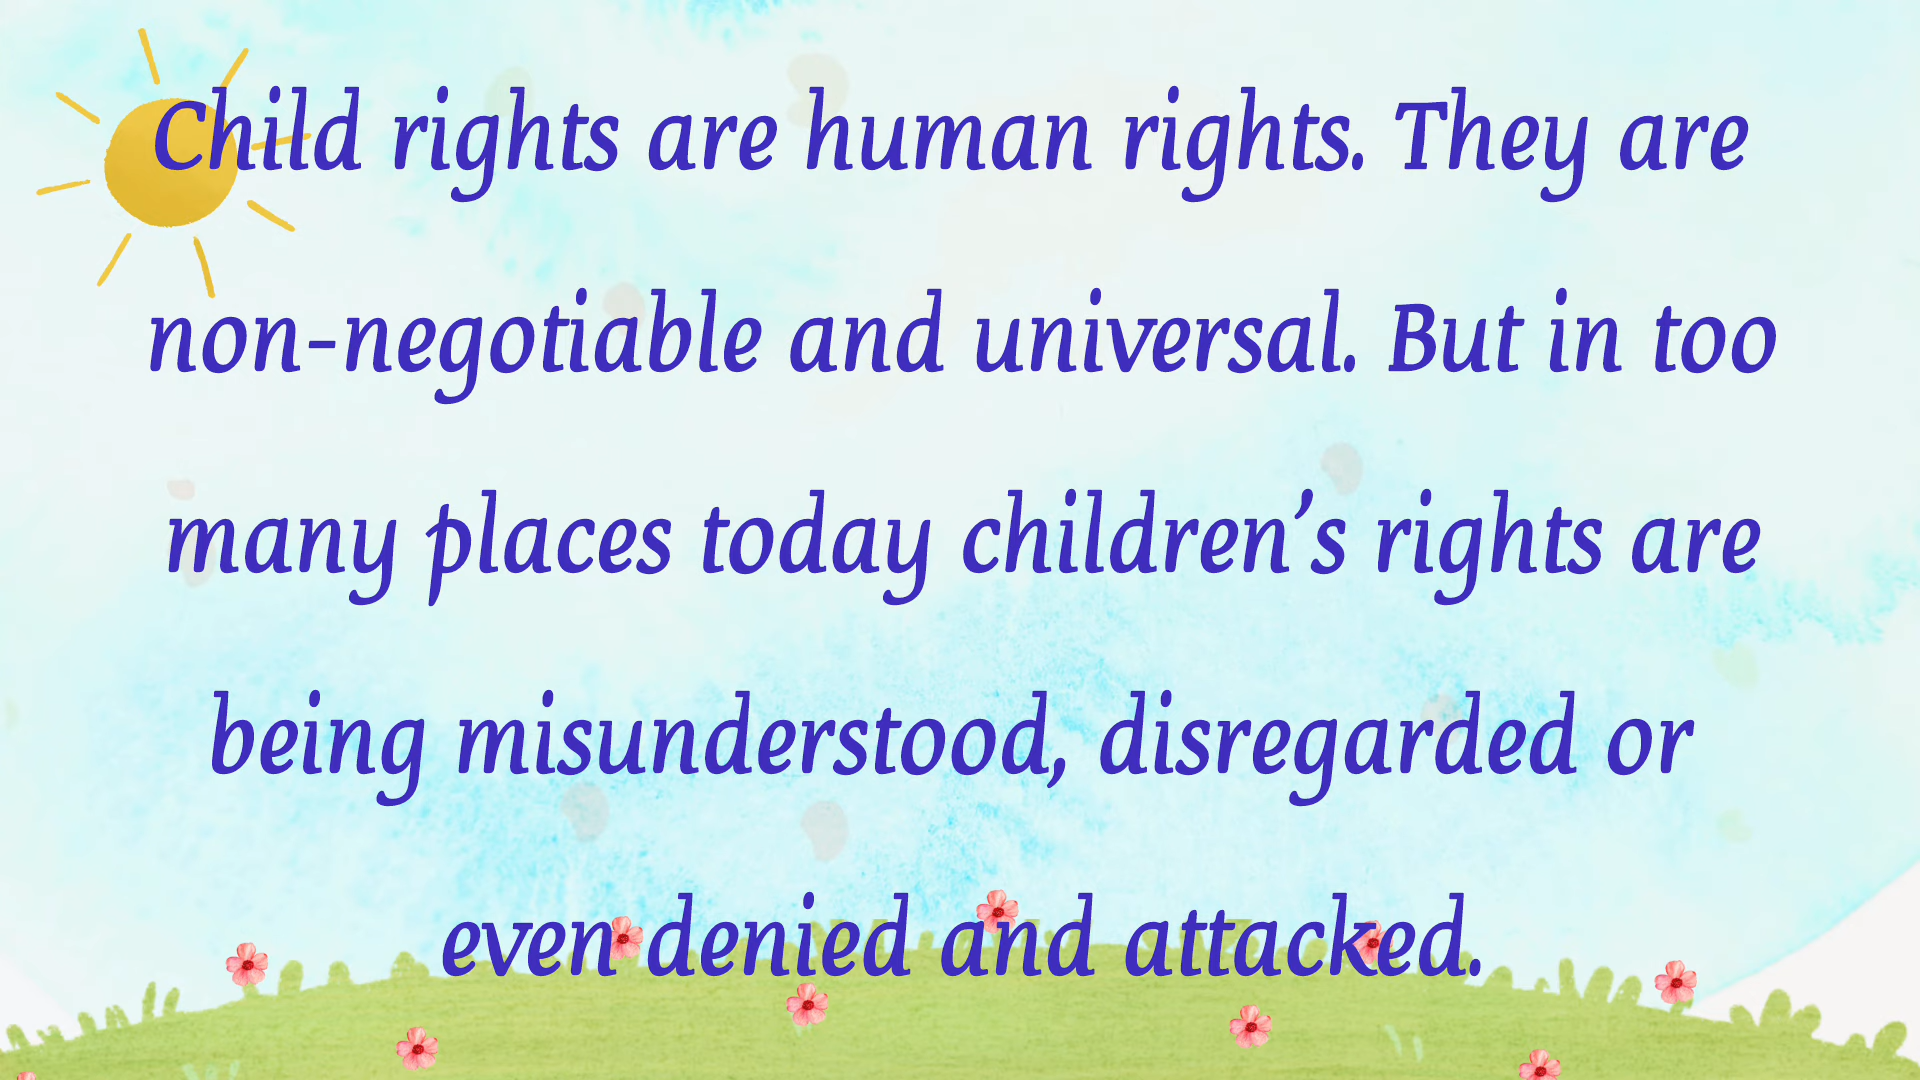 Child rights are human rights. They are
non-negotiable and universal. But in too
many places today children’s rights are
being misunderstood, disregarded or
even denied and attacked.